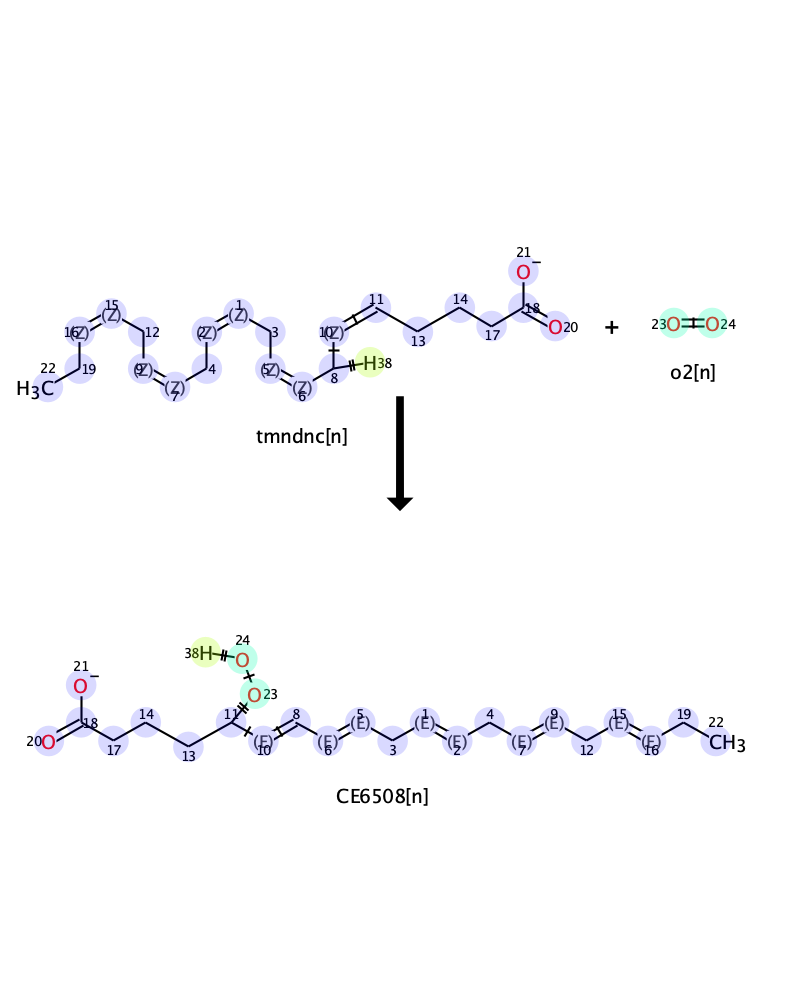 21
O −
15 1 11 14 18
16 (Z) (Z) 12 2 (Z) (Z) 3 10 (Z) 13 17 O 20 + 23 O O 24
22 19 9 (Z) (Z) 7 4 5 (Z) (Z) 6 8 H 38
H3C o2[n]
tmndnc[n]
24
38 H O
21 O 23
O −
18 14 11 8 5 1 4 9 15 19 22
20 O 17 13 (E) 10 (E) 6 (E) 3 (E) (E) 2 (E) 7 (E) 12 (E) (E) 16 CH3
CE6508[n]